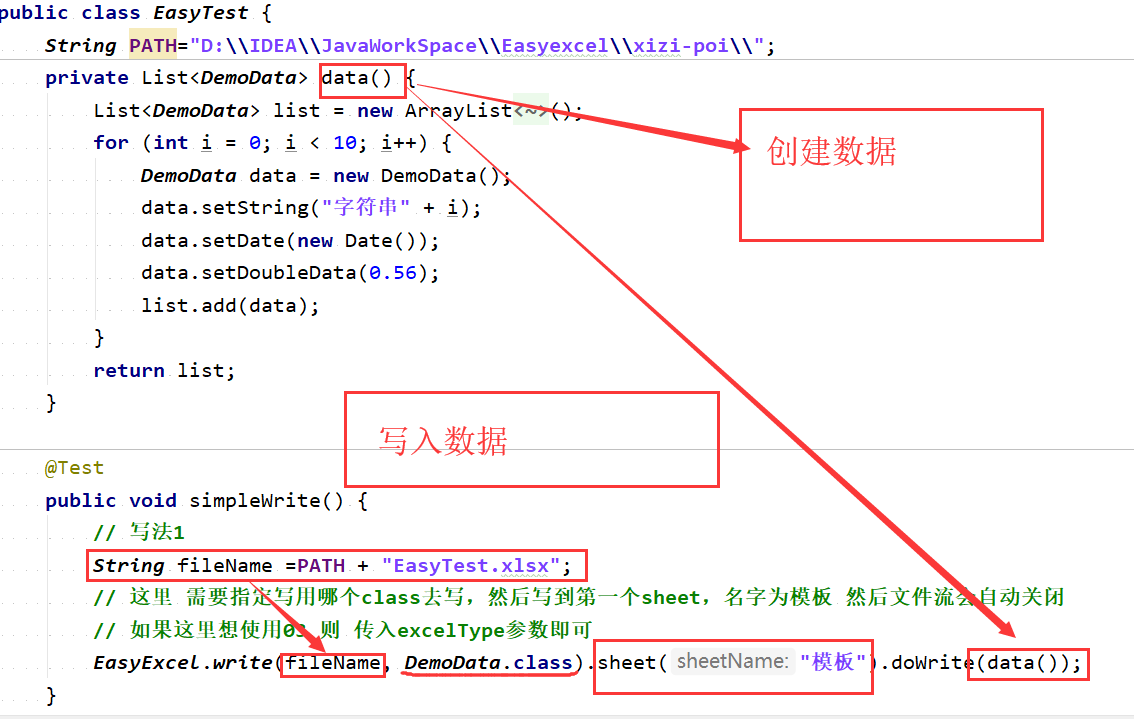 public class EasyTest {
String PATH="D:\\IDEA\\JavaWorkSpace\\Easyexcel\\xizi-poi\\";
private List<DemoData> data() {
List<DemoData> list = new ArrayList<~>();
for (int i = 0; i < 10; i++) {
创建数据
DemoData data = new DemoData();
data.setString("字符串" + i);
data.setDate(new Date());
data.setDoubleData(0.56);
list.add(data);
}
return list;
}
写入数据
@Test
public void simpleWrite() {
// 写法1
String fileName =PATH + "EasyTest.xlsx";
// 这里 需要指定写用哪个class去写，然后写到第一个sheet，名字为模板 然后文件流会自动关闭
// 如果这里想使用03 则 传入excelType参数即可
EasyExcel.write(fileName, DemoData.class).sheet( sheetName: "模板").doWrite(data());
}